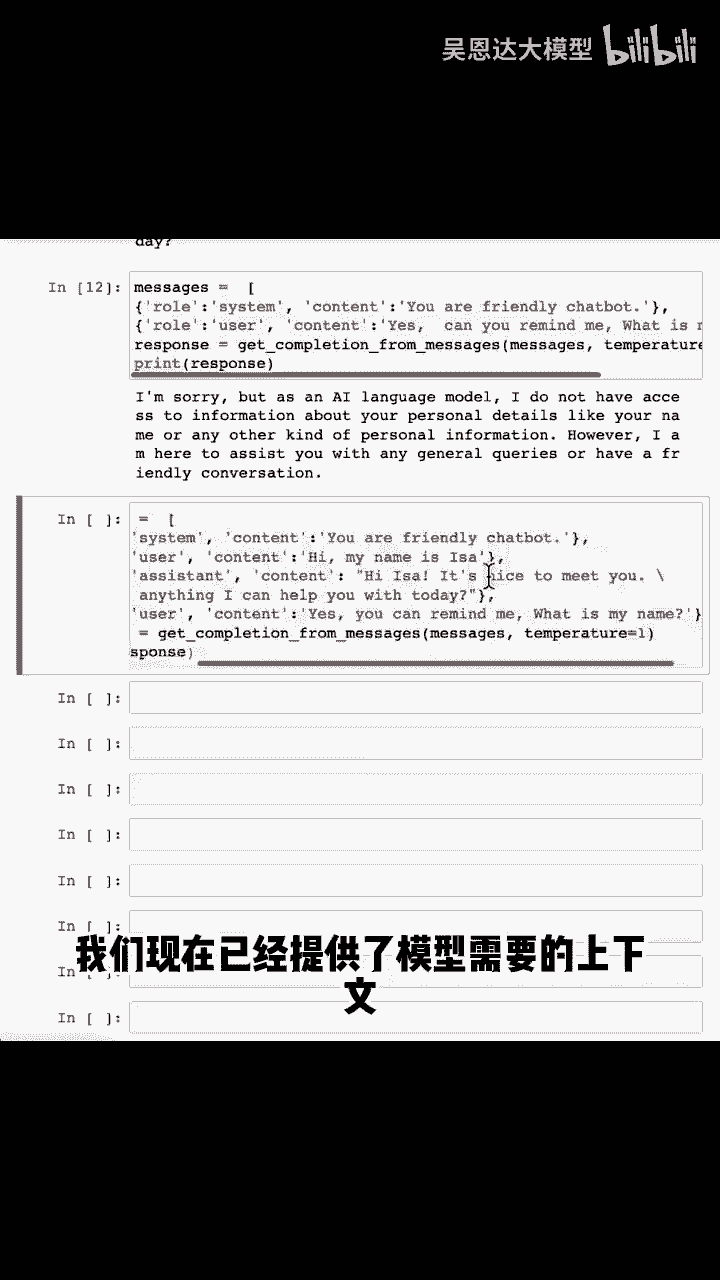 吴恩达大模型 bilibili
day?
In [12]: messages =  [
{'role':'system', 'content':'You are friendly chatbot.'},
{'role':'user', 'content':'Yes,  can you remind me, What is
response = get_completion_from_messages(messages, temperature
print(response)
I'm sorry, but as an AI language model, I do not have acce
ss to information about your personal details like your na
me or any other kind of personal information. However, I a
m here to assist you with any general queries or have a fr
iendly conversation.
In [ ]: =  [
'system', 'content':'You are friendly chatbot.'},
'user', 'content':'Hi, my name is Isa'},
'assistant', 'content': "Hi Isa! It's nice to meet you. \
anything I can help you with today?"},
'user', 'content':'Yes, you can remind me, What is my name?'}
= get_completion_from_messages(messages, temperature=1)
sponse)
In [ ]:
In [ ]:
In [ ]:
In [ ]:
In [ ]:
In [ ]:
In [ ]:
In [ ]:
我们现在已经提供了模型需要的上下
文